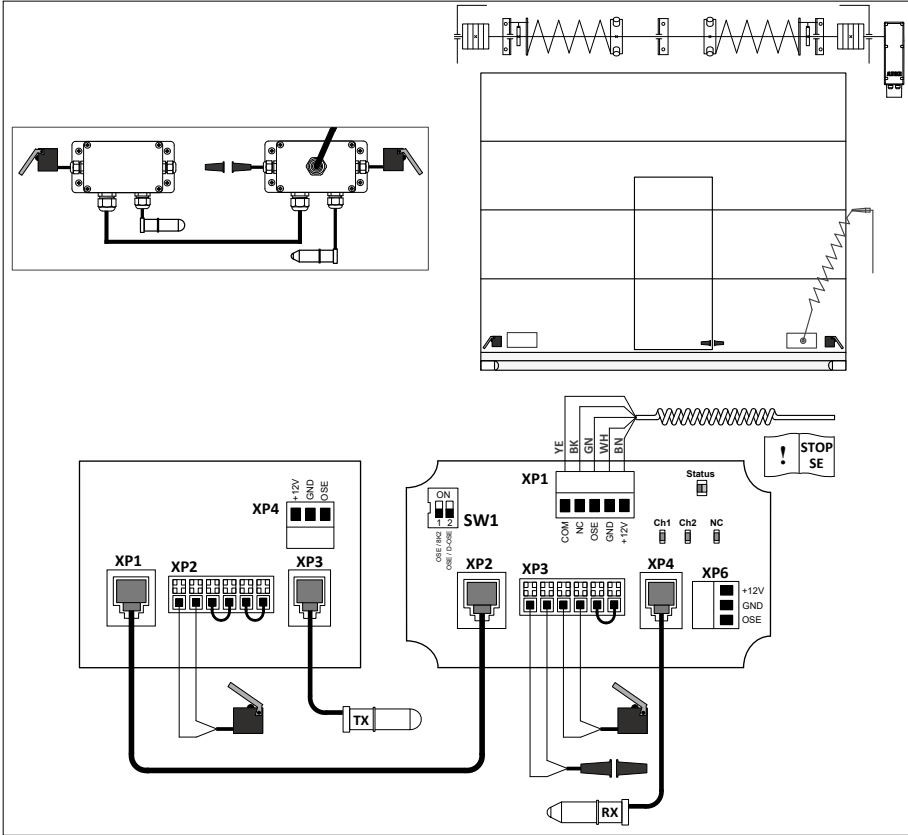 YE
BK
GN
WH
BN
! STOP
SE
XP1
Status
ON
1 2
SW1
OSE / 8K2
OSE / D-OSE
COM
NC
OSE
GND
+12V
Ch1 Ch2 NC
XP4
+12V
GND
OSE
XP1
XP2
XP3
XP2
XP3
XP4
XP6
+12V
GND
OSE
TX
RX